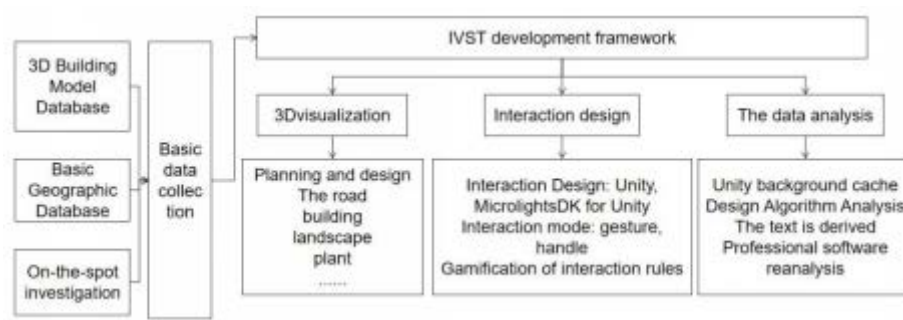 IVST development framework
3D Building
Model
Database
Basic
Geographic
Database
On-the-spot
investigation
Basic
data
collection
3Dvisualization
Interaction design
The data analysis
Planning and design
The road
building
landscape
plant
......
Interaction Design: Unity,
MicrolightsDK for Unity
Interaction mode: gesture,
handle
Gamification of interaction rules
Unity background cache
Design Algorithm Analysis
The text is derived
Professional software
reanalysis